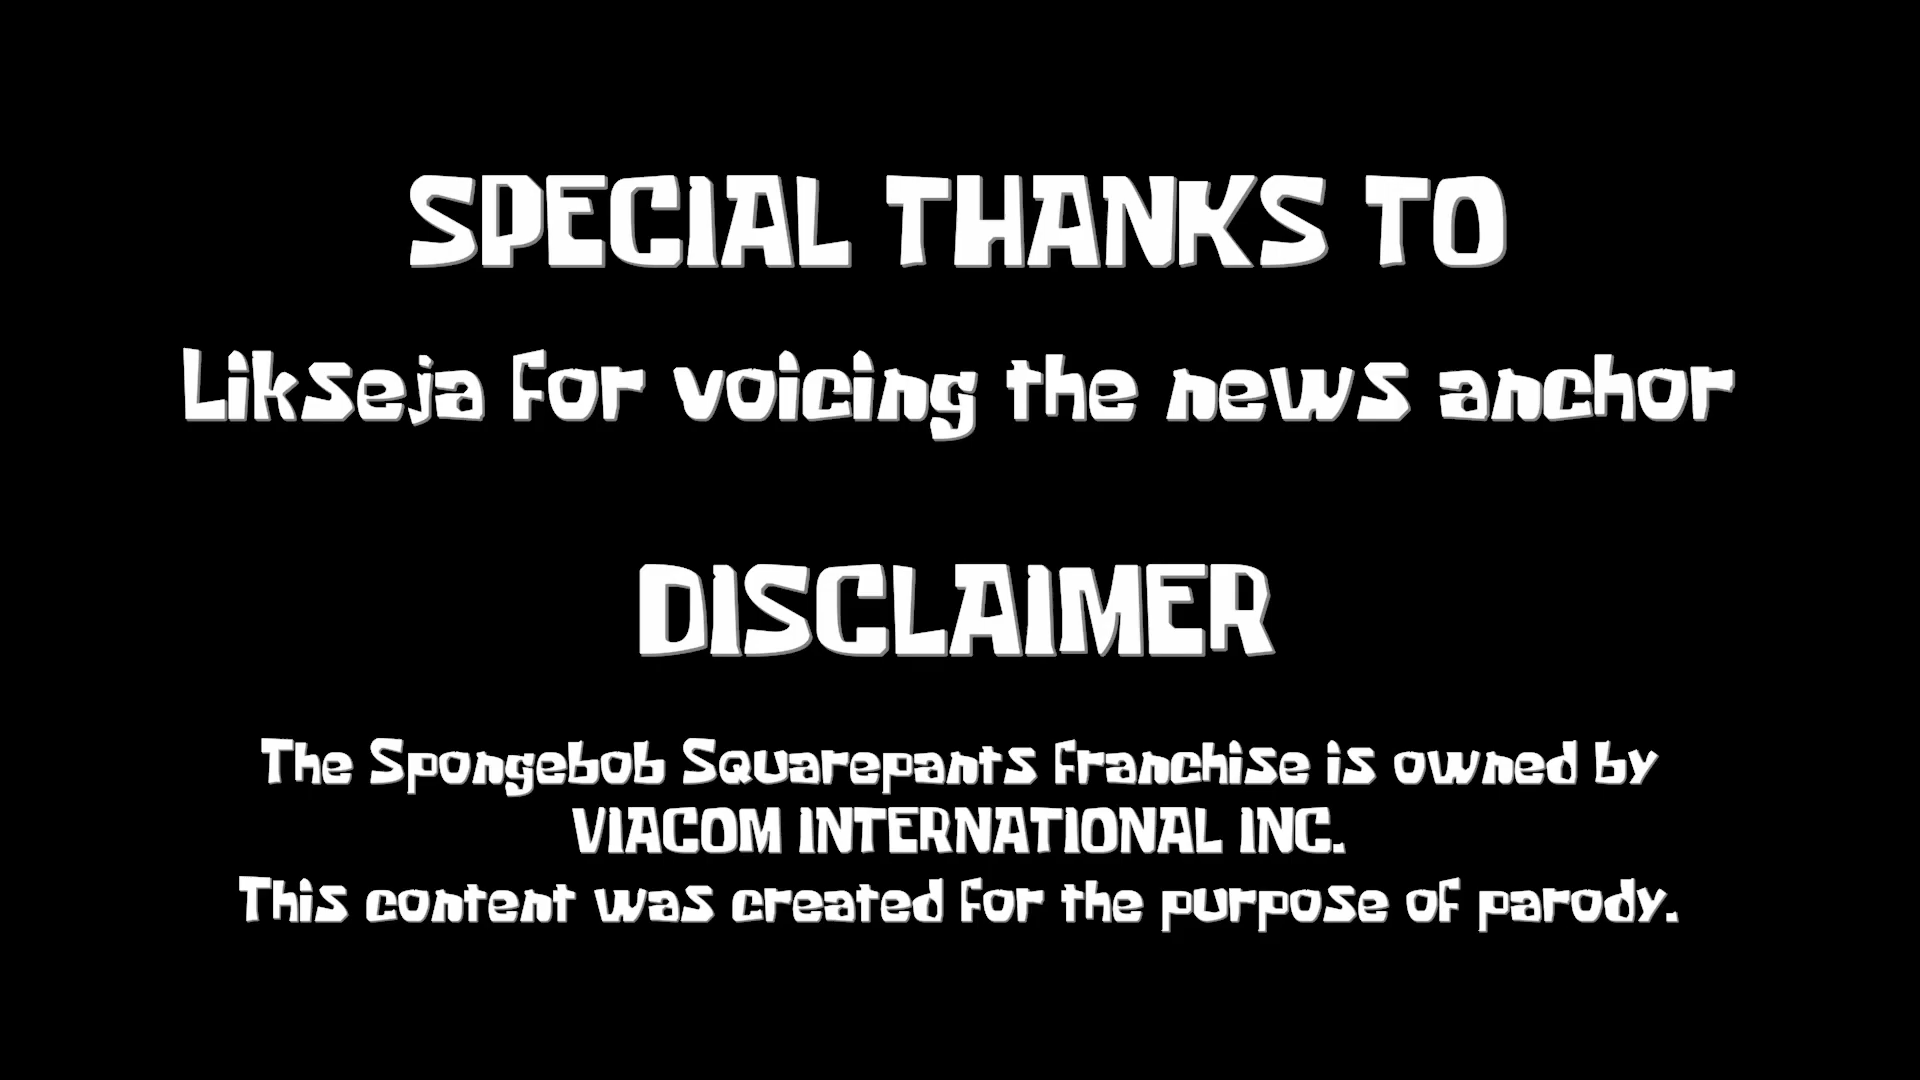 SPECIAL THANKS TO
Likseja for voicing the news anchor
DISCLAIMER
The Spongebob Squarepants franchise is owned by
VIACOM INTERNATIONAL INC.
This content was created for the purpose of parody.